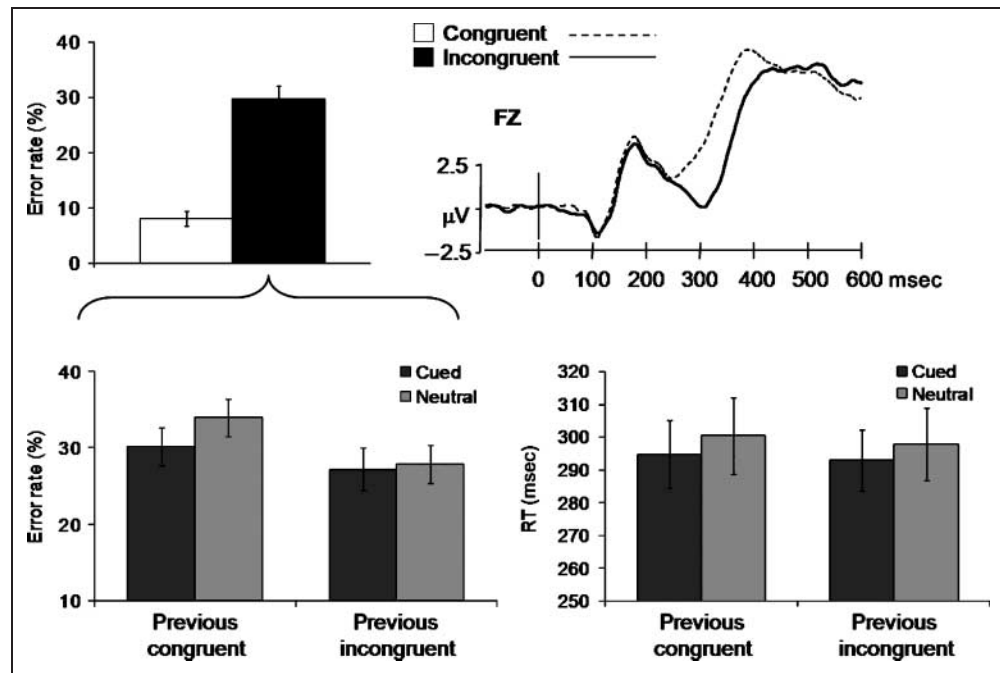 40
30
20
10
0
Error rate (%)
Congruent
Incongruent
FZ
2.5
µV
−2.5
0 100 200 300 400 500 600 msec
40
30
20
10
Error rate (%)
Cued
Neutral
Previous congruent
Previous incongruent
320
310
300
290
280
270
260
250
RT (msec)
Cued
Neutral
Previous congruent
Previous incongruent